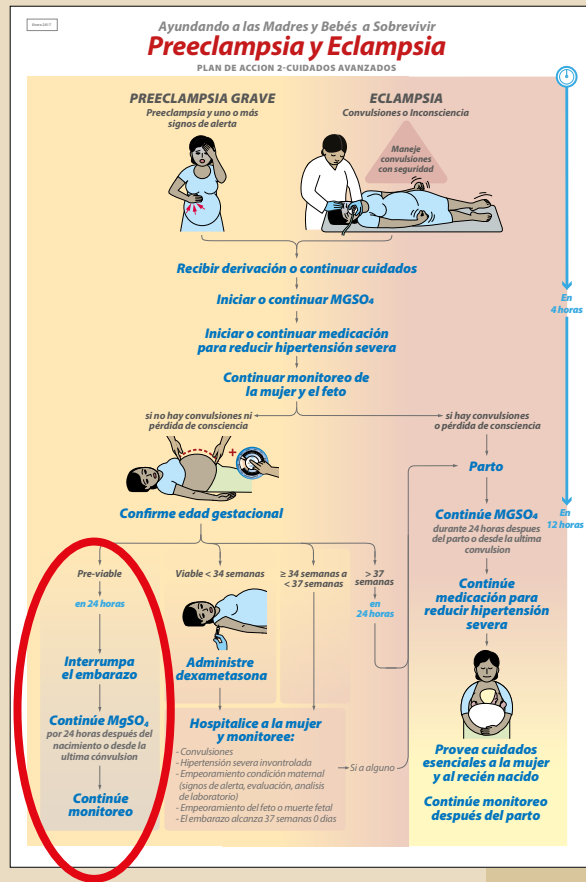 Enero 2017
Ayudando a las Madres y Bebés a Sobrevivir
Preeclampsia y Eclampsia
PLAN DE ACCION 2-CUIDADOS AVANZADOS
PREECLAMPSIA GRAVE
Preeclampsia y uno o más
signos de alerta
ECLAMPSIA
Convulsiones o Inconsciencia
Maneje
convulsiones
con seguridad
Recibir derivación o continuar cuidados
Iniciar o continuar MGSO₄
Iniciar o continuar medicación
para reducir hipertensión severa
Continuar monitoreo de
la mujer y el feto
En
4 horas
si no hay convulsiones ni
pérdida de consciencia
Confirme edad gestacional
Pre-viable
en 24 horas
Interrumpa
el embarazo
Continúe MgSO₄
por 24 horas después del
nacimiento o desde la
ultima cónvulsion
Continúe
monitoreo
Viable < 34 semanas
Administre
dexametasona
≥ 34 semanas a
< 37 semanas
> 37
semanas
en
24 horas
Hospitalice a la mujer
y monitoree:
- Convulsiones
- Hipertensión severa invontrolada
- Empeoramiento condición maternal
(signos de alerta, evaluación, analisis
de laboratorio)
- Empeoramiento del feto o muerte fetal
- El embarazo alcanza 37 semanas 0 dias
Si a alguno
si hay convulsiones
o pérdida de consciencia
Parto
Continúe MGSO₄
durante 24 horas despues
del parto o desde la ultima
convulsion
En
12 horas
Continúe
medicación para
reducir hipertensión
severa
Provea cuidados
esenciales a la mujer
y al recién nacido
Continúe monitoreo
después del parto